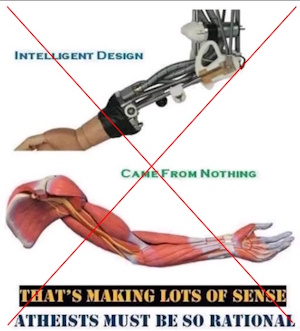 INTELLIGENT DESIGN
CAME FROM NOTHING
THAT'S MAKING LOTS OF SENSE
ATHEISTS MUST BE SO RATIONAL